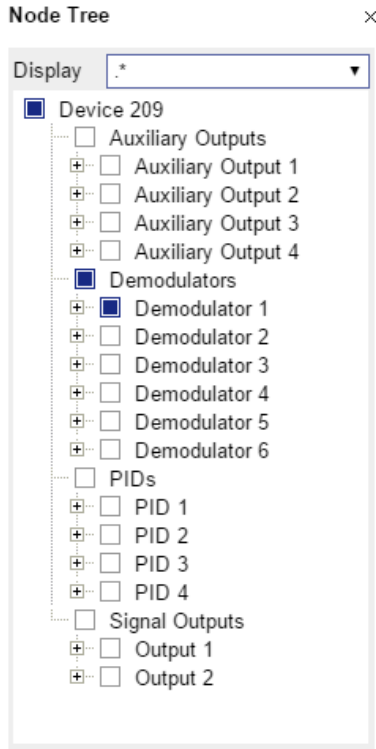 Node Tree
Display .*
Device 209
Auxiliary Outputs
Auxiliary Output 1
Auxiliary Output 2
Auxiliary Output 3
Auxiliary Output 4
Demodulators
Demodulator 1
Demodulator 2
Demodulator 3
Demodulator 4
Demodulator 5
Demodulator 6
PIDs
PID 1
PID 2
PID 3
PID 4
Signal Outputs
Output 1
Output 2